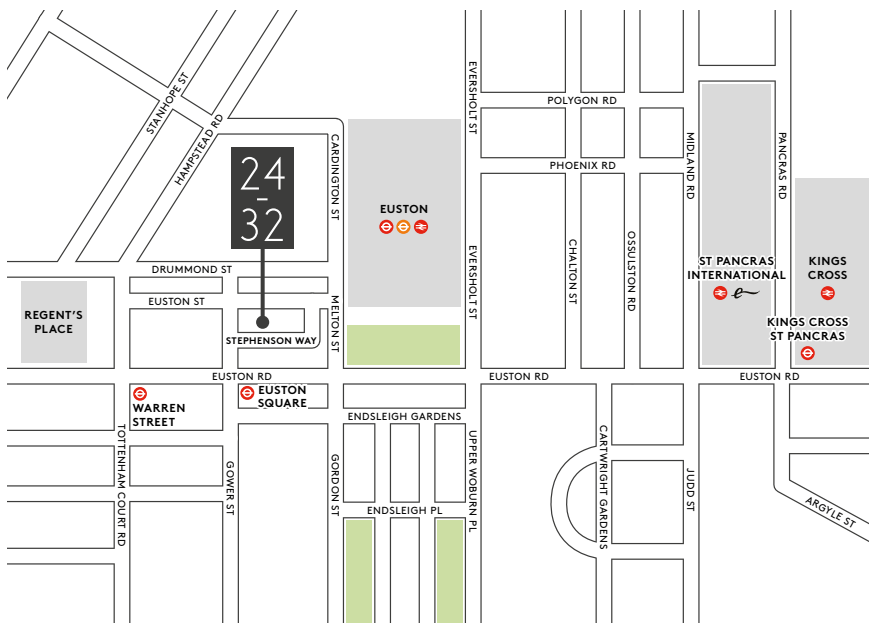 STANHOPE ST
HAMPSTEAD RD
24
-
32
CARDINGTON ST
EVERSHOLT ST
POLYGON RD
PHOENIX RD
MIDLAND RD
PANCRAS RD
EUSTON
DRUMMOND ST
EUSTON ST
REGENT'S
PLACE
STEPHENSON WAY
MELTON ST
EVERSHOLT ST
CHALTON ST
OSSULSTON RD
ST PANCRAS
INTERNATIONAL
e
KINGS
CROSS
KINGS CROSS
ST PANCRAS
EUSTON RD
EUSTON RD
EUSTON RD
WARREN
STREET
EUSTON
SQUARE
ENDSLEIGH GARDENS
TOTTENHAM COURT RD
GOWER ST
GORDON ST
ENDSLEIGH PL
UPPER WOBURN PL
CARTWRIGHT GARDENS
JUDD ST
ARGYLE ST